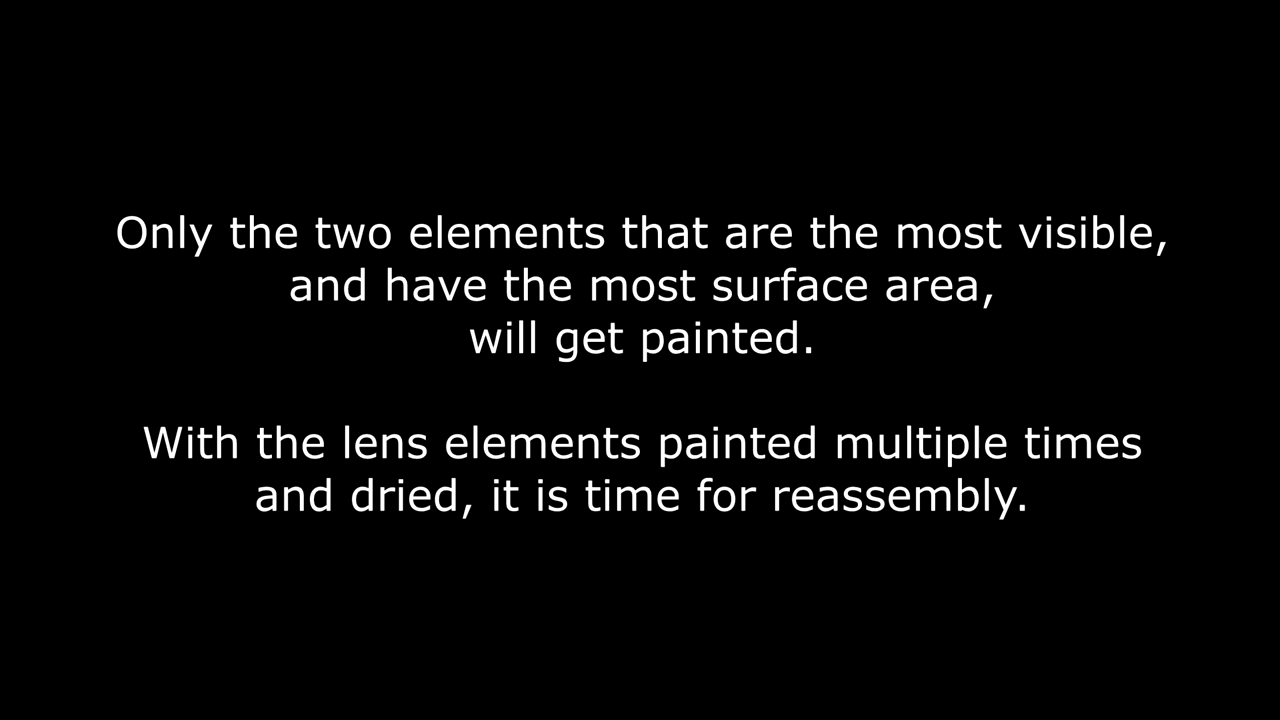 Only the two elements that are the most visible,
and have the most surface area,
will get painted.
With the lens elements painted multiple times
and dried, it is time for reassembly.